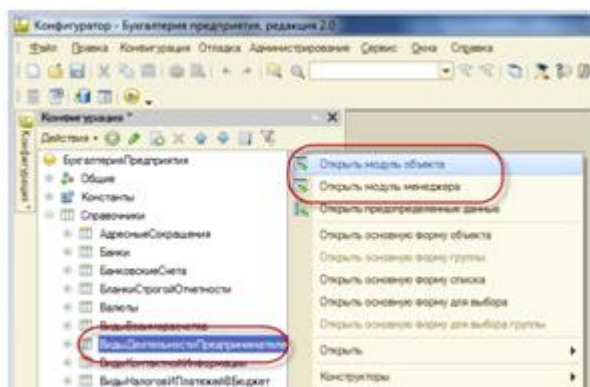 Конфигуратор - Бухгалтерия предприятия, редакция 2.0
Файл Правка Конфигурация Отладка Администрирование Сервис Окна Справка
Конфигурация *
Действия
БухгалтерияПредприятия
Общие
Константы
Справочники
АдресныеСокращения
Банки
БанковскиеСчета
БланкиСтрогойОтчетности
Валюты
ВидыВзаиморасчетов
ВидыДеятельностиПредпринимателя
ВидыКонтактнойИнформации
ВидыНалоговИПлатежейВБюджет
Открыть модуль объекта
Открыть модуль менеджера
Открыть предопределенные данные
Открыть основную форму объекта
Открыть основную форму группы
Открыть основную форму списка
Открыть основную форму для выбора
Открыть основную форму для выбора группы
Открыть
Конструкторы
Конфигурация *